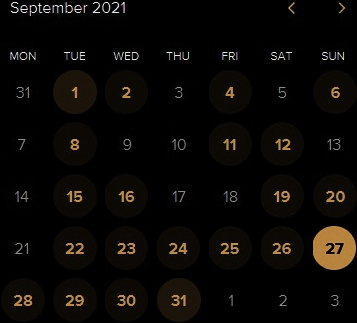 September 2021
MON TUE WED THU FRI SAT SUN
31 1 2 3 4 5 6
7 8 9 10 11 12 13
14 15 16 17 18 19 20
21 22 23 24 25 26 27
28 29 30 31 1 2 3